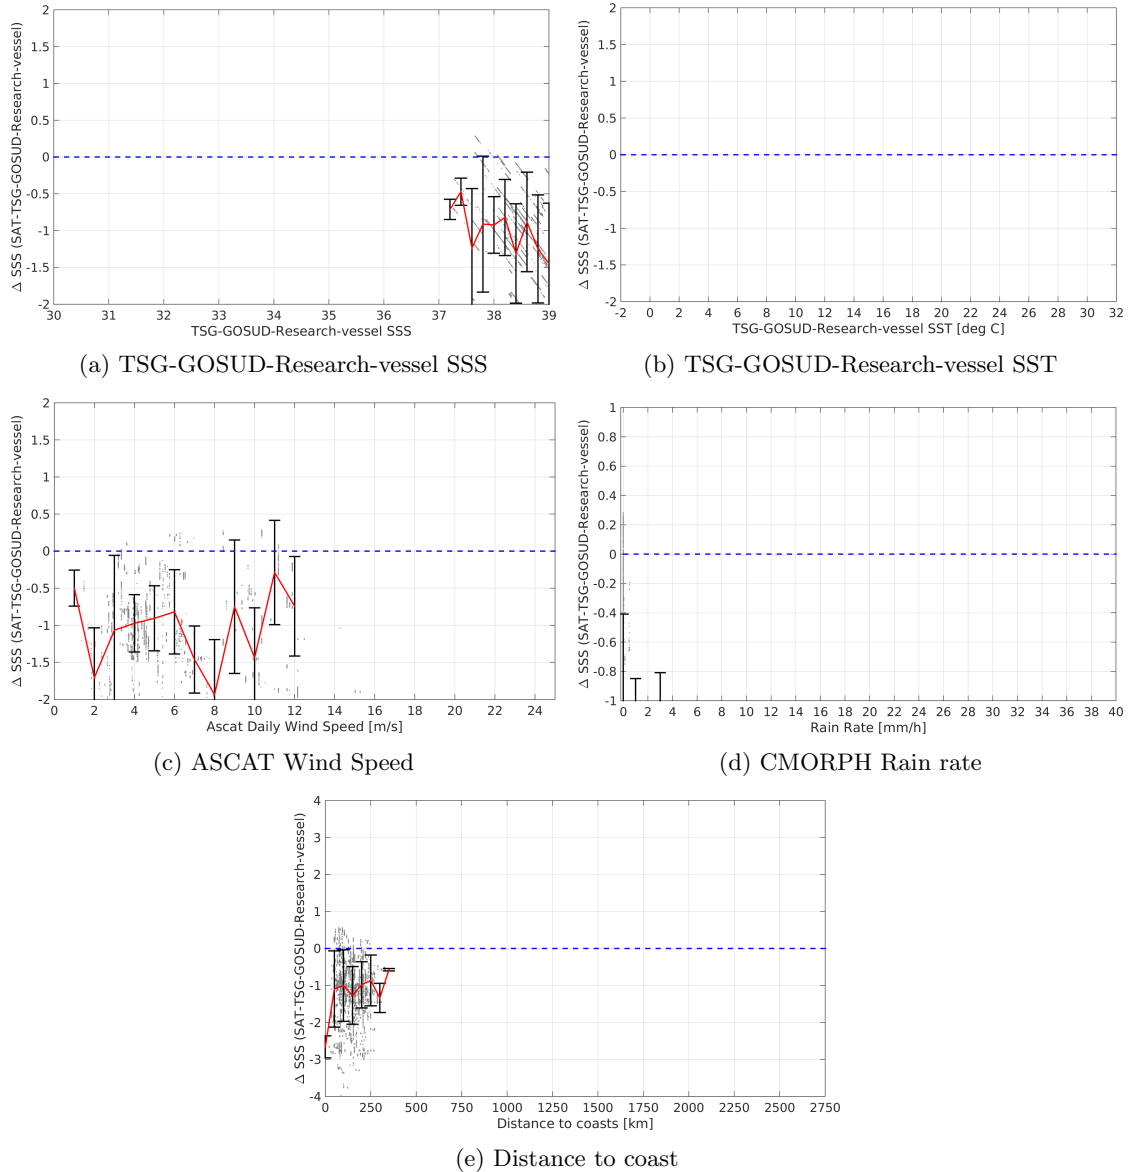 2
1.5
1
0.5
0
-0.5
-1
-1.5
-2
Δ SSS (SAT-TSG-GOSUD-Research-vessel)
30 31 32 33 34 35 36 37 38 39
TSG-GOSUD-Research-vessel SSS
(a) TSG-GOSUD-Research-vessel SSS
2
1.5
1
0.5
0
-0.5
-1
-1.5
-2
Δ SSS (SAT-TSG-GOSUD-Research-vessel)
-2 0 2 4 6 8 10 12 14 16 18 20 22 24 26 28 30 32
TSG-GOSUD-Research-vessel SST [deg C]
(b) TSG-GOSUD-Research-vessel SST
2
1.5
1
0.5
0
-0.5
-1
-1.5
-2
Δ SSS (SAT-TSG-GOSUD-Research-vessel)
0 2 4 6 8 10 12 14 16 18 20 22 24
Ascat Daily Wind Speed [m/s]
(c) ASCAT Wind Speed
1
0.8
0.6
0.4
0.2
0
-0.2
-0.4
-0.6
-0.8
-1
Δ SSS (SAT-TSG-GOSUD-Research-vessel)
0 2 4 6 8 10 12 14 16 18 20 22 24 26 28 30 32 34 36 38 40
Rain Rate [mm/h]
(d) CMORPH Rain rate
4
3
2
1
0
-1
-2
-3
-4
Δ SSS (SAT-TSG-GOSUD-Research-vessel)
0 250 500 750 1000 1250 1500 1750 2000 2250 2500 2750
Distance to coasts [km]
(e) Distance to coast